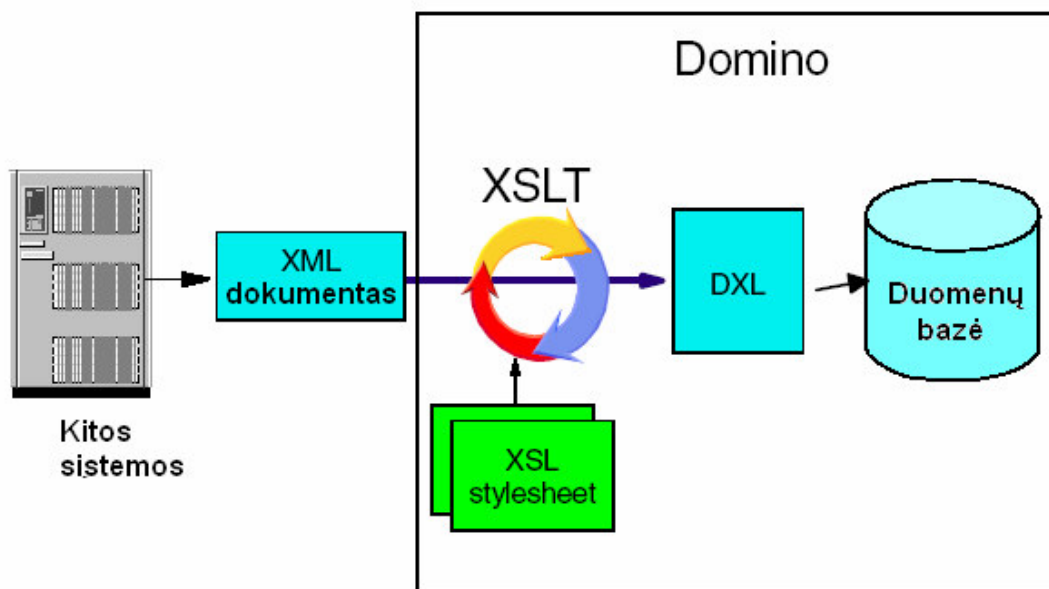 Domino
XSLT
XML
dokumentas
DXL
Duomenų
bazė
Kitos
sistemos
XSL
stylesheet